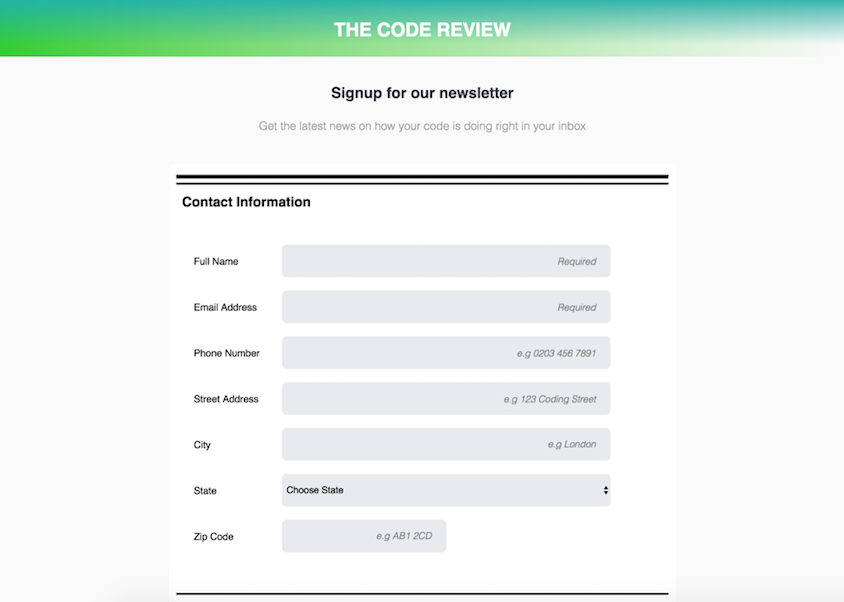 THE CODE REVIEW
Signup for our newsletter
Get the latest news on how your code is doing right in your inbox
Contact Information
Full Name Required
Email Address Required
Phone Number e.g 0203 456 7891
Street Address e.g 123 Coding Street
City e.g London
State Choose State
Zip Code e.g AB1 2CD